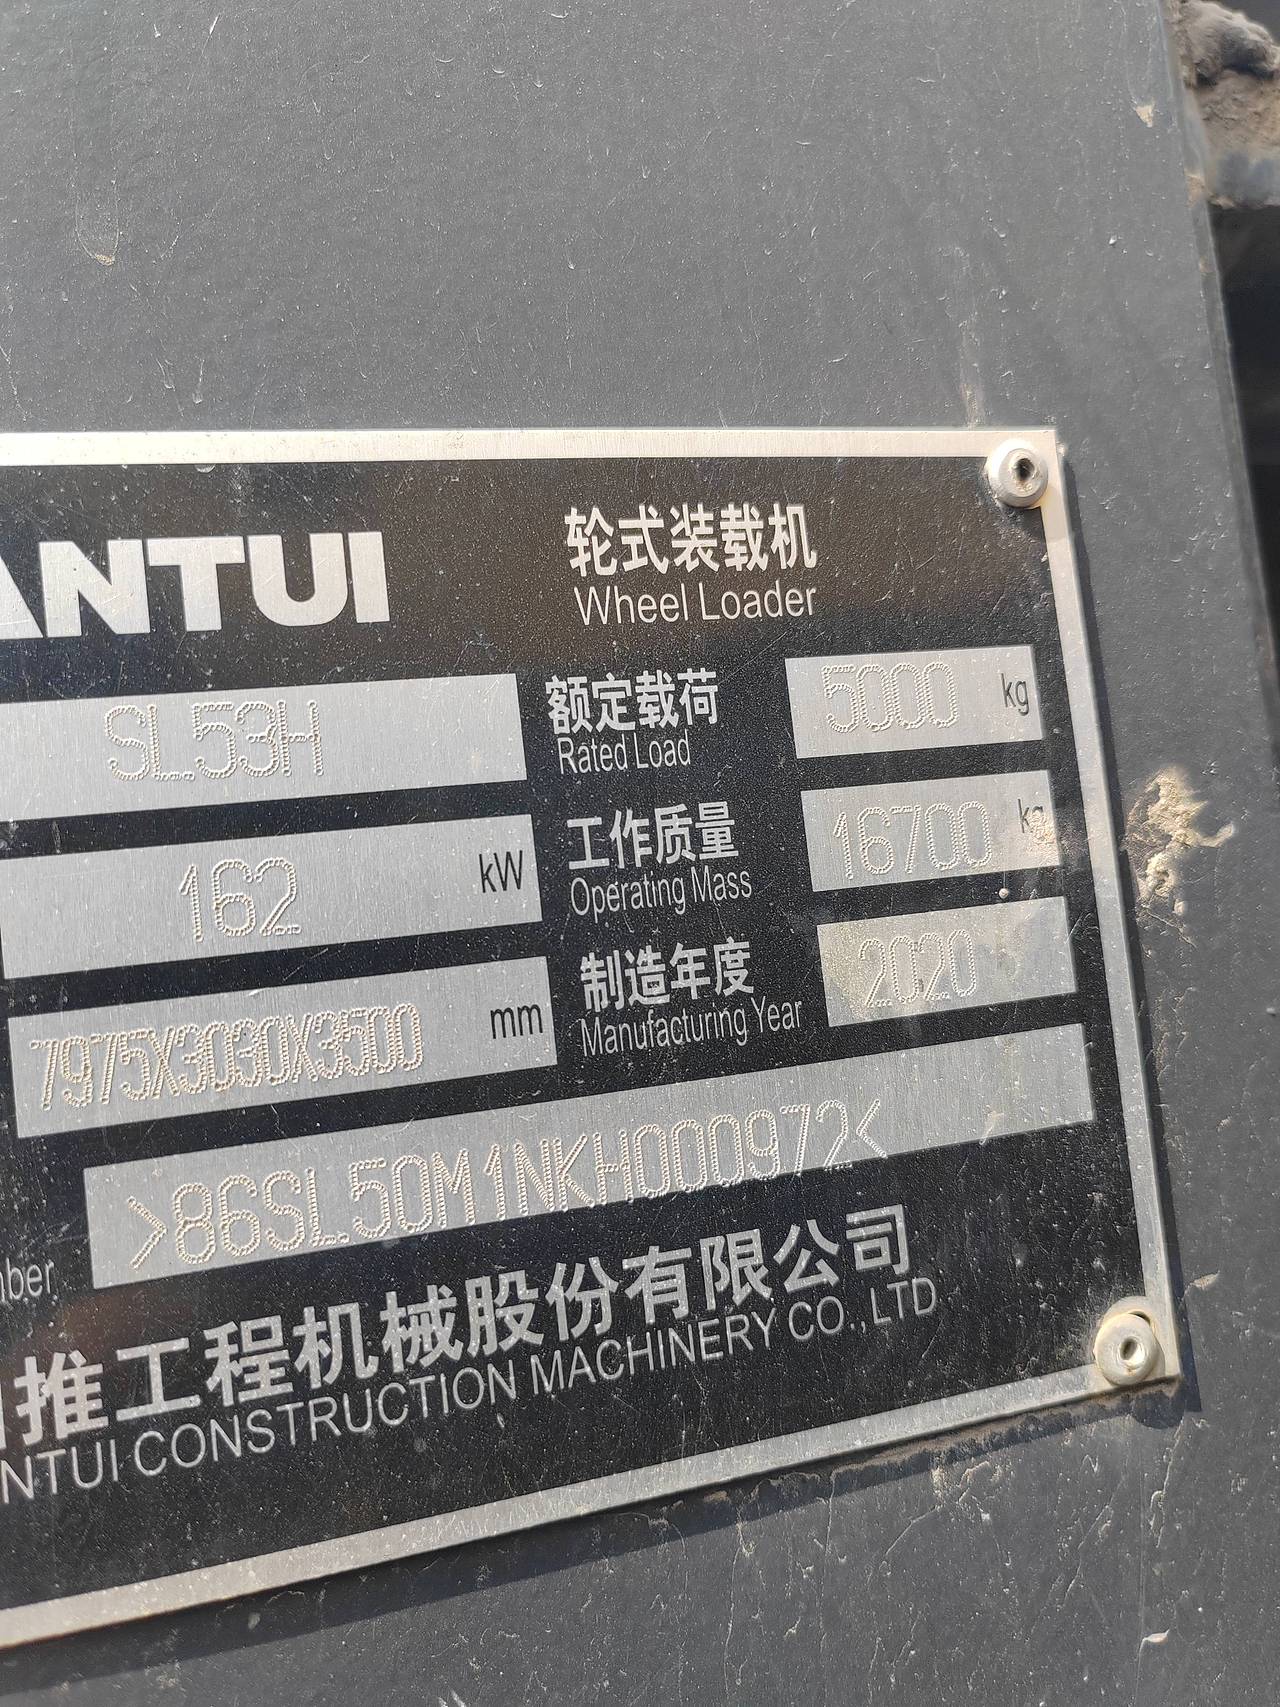 ANTUI
轮式装载机
Wheel Loader
SL53H
额定载荷
Rated Load
5000 kg
162 kW
工作质量
Operating Mass
16700 kg
7975X3030X3500 mm
制造年度
Manufacturing Year
2020
mber
>86SL50M1NKH000972<
推工程机械股份有限公司
NTUI CONSTRUCTION MACHINERY CO.,LTD